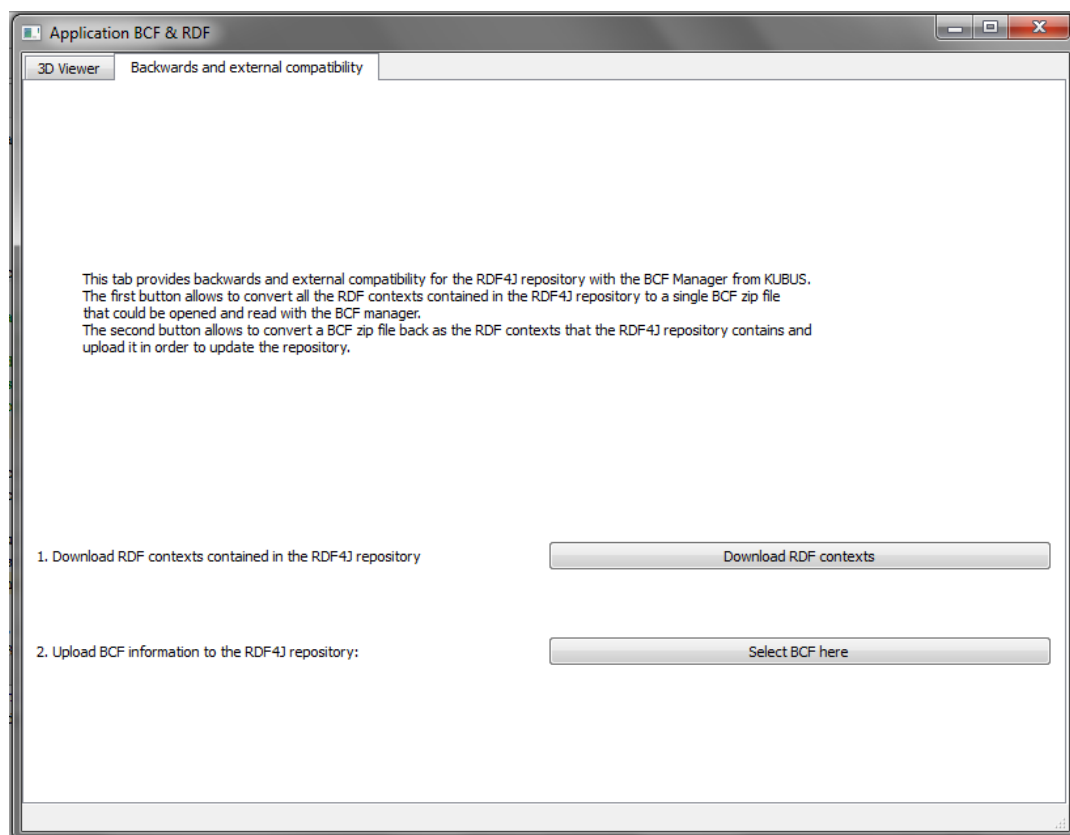 Application BCF & RDF
3D Viewer
Backwards and external compatibility
This tab provides backwards and external compatibility for the RDF4J repository with the BCF Manager from KUBUS.
The first button allows to convert all the RDF contexts contained in the RDF4J repository to a single BCF zip file
that could be opened and read with the BCF manager.
The second button allows to convert a BCF zip file back as the RDF contexts that the RDF4J repository contains and
upload it in order to update the repository.
1. Download RDF contexts contained in the RDF4J repository
Download RDF contexts
2. Upload BCF information to the RDF4J repository:
Select BCF here